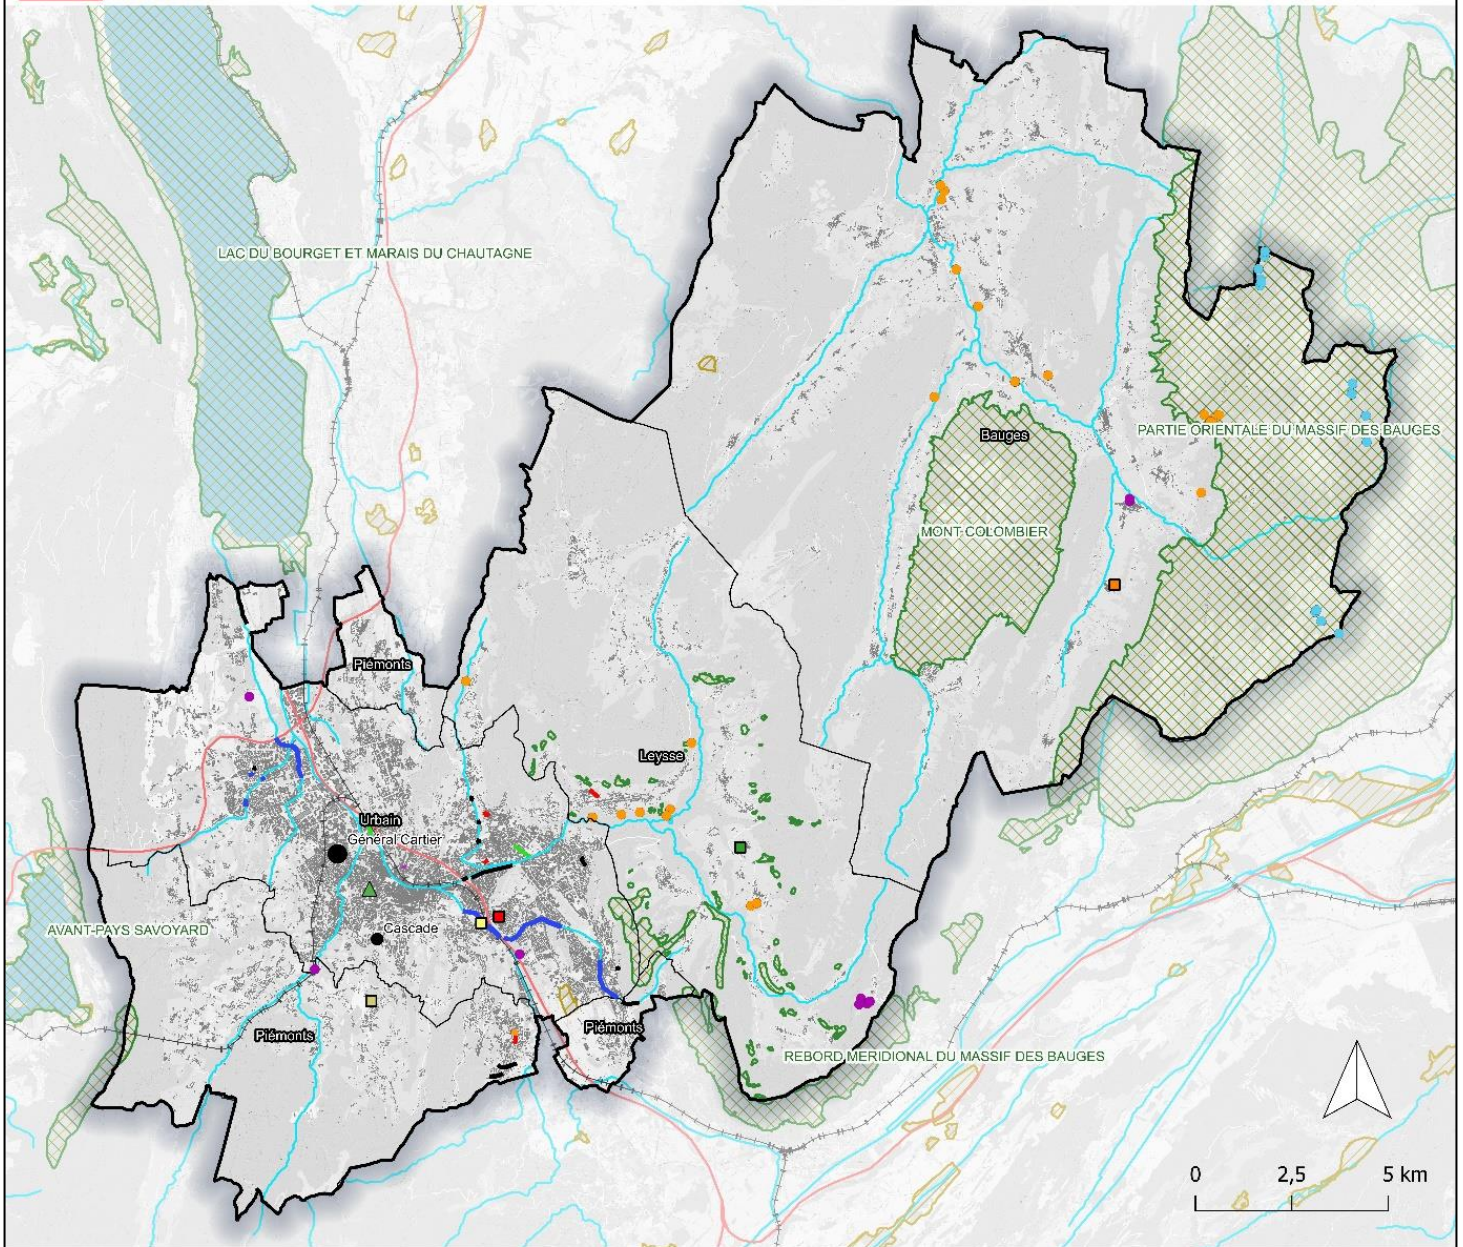 LAC DU BOURGET ET MARAIS DU CHAUTAGNE
PARTIE ORIENTALE DU MASSIF DES BAUGES
Bauges
MONT COLOMBIER
Piémonts
Leysse
Urbain
Général Cartier
AVANT-PAYS SAVOYARD
Cascade
Piémonts
Piémonts
REBORD MERIDIONAL DU MASSIF DES BAUGES
0 2,5 5 km